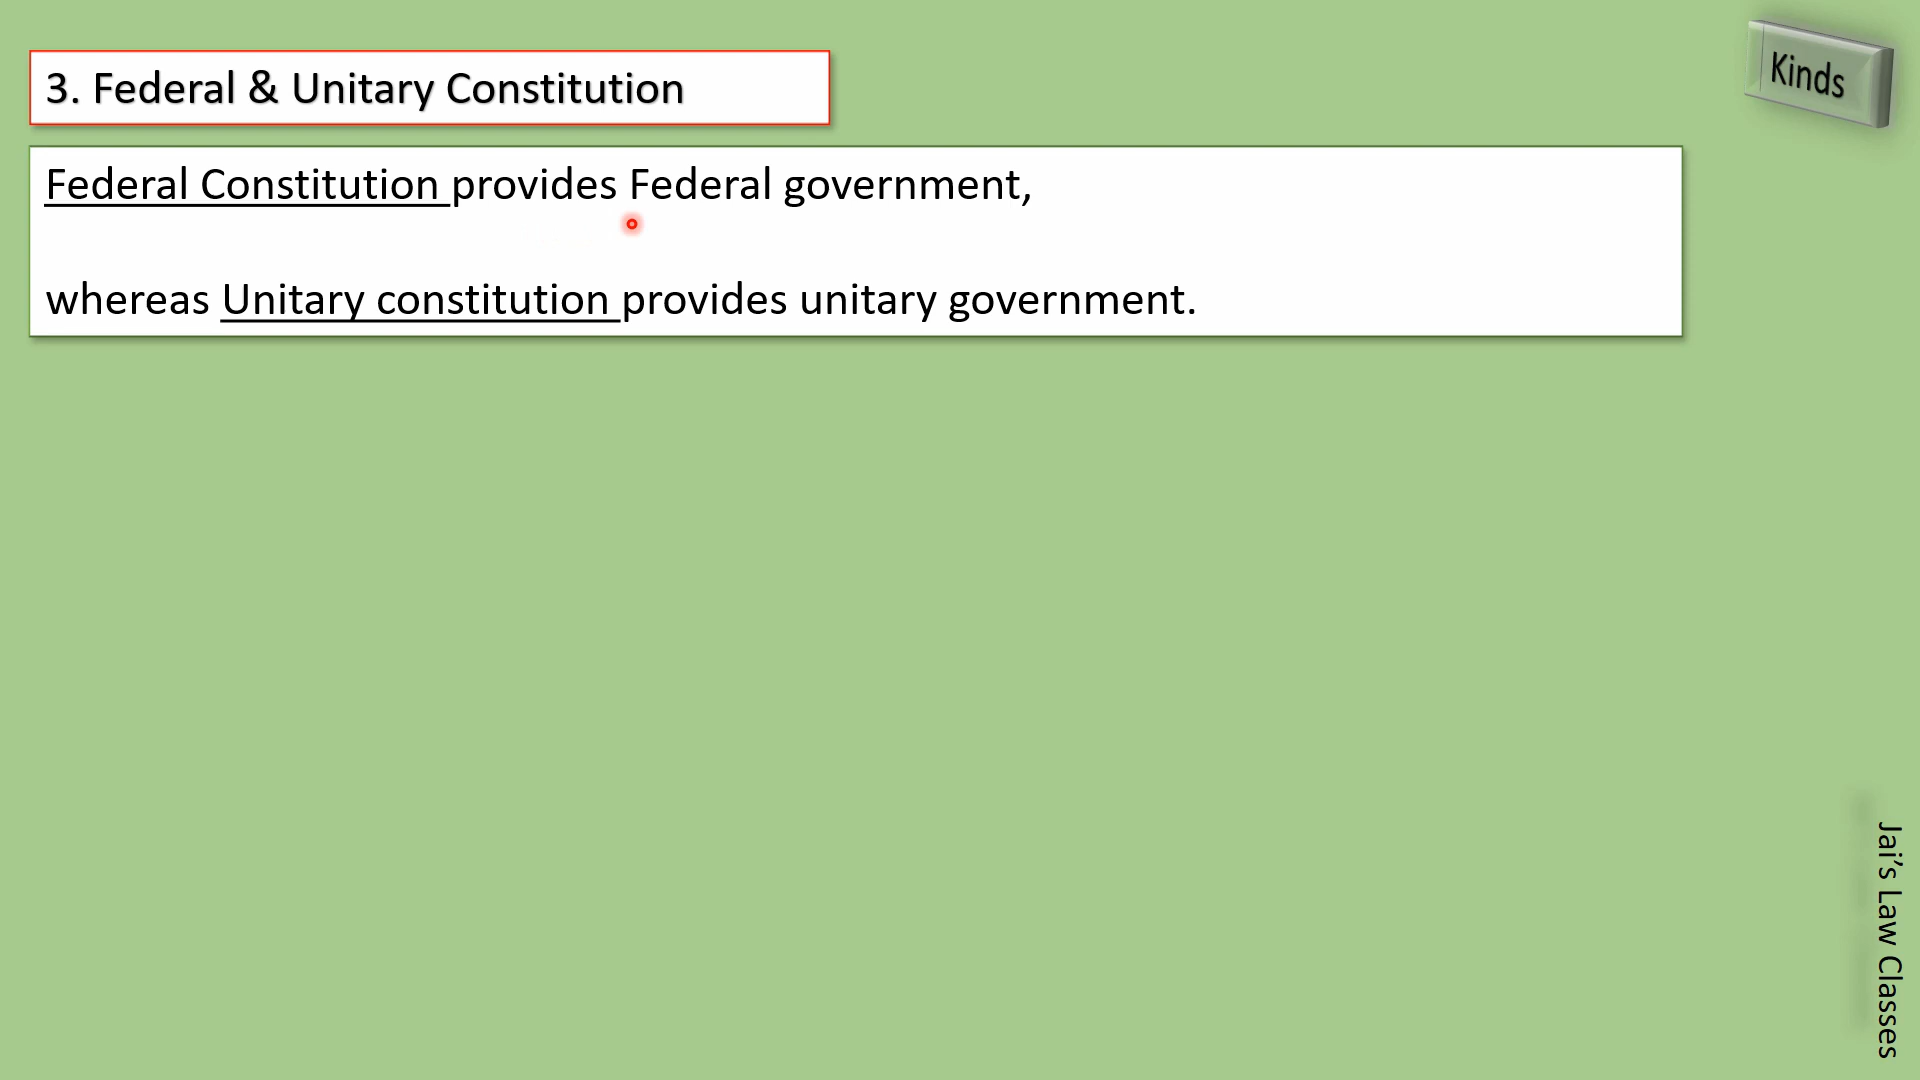 Kinds
3. Federal & Unitary Constitution
Federal Constitution provides Federal government,
whereas Unitary constitution provides unitary government.
Jai’s Law Classes